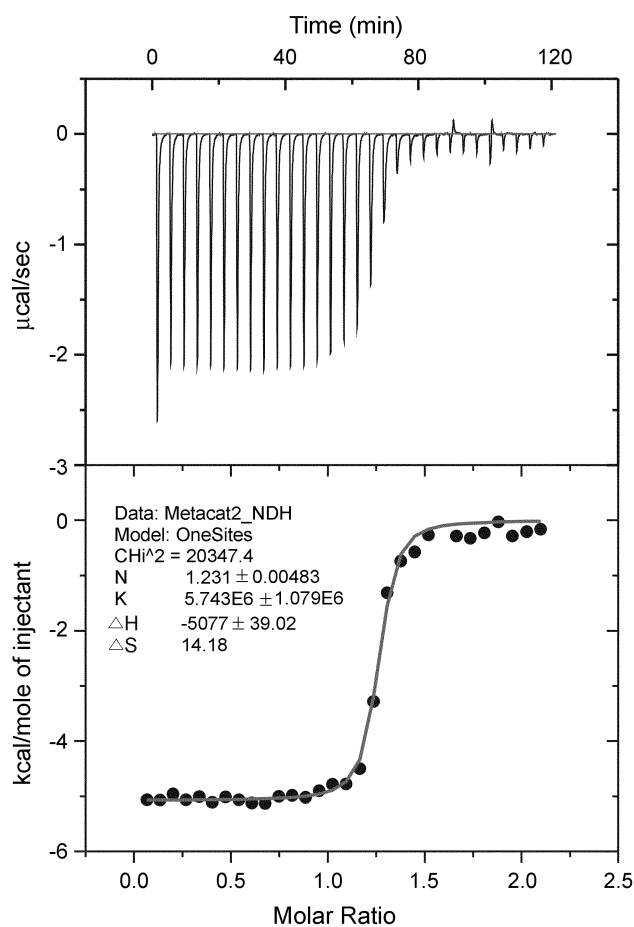 Time (min)
0 40 80 120
0
-1
-2
-3
μcal/sec
0
-2
-4
-6
kcal/mole of injectant
Data: Metacat2_NDH
Model: OneSites
CHi^2 = 20347.4
N 1.231 ± 0.00483
K 5.743E6 ±1.079E6
△H -5077 ± 39.02
△S 14.18
0.0 0.5 1.0 1.5 2.0 2.5
Molar Ratio